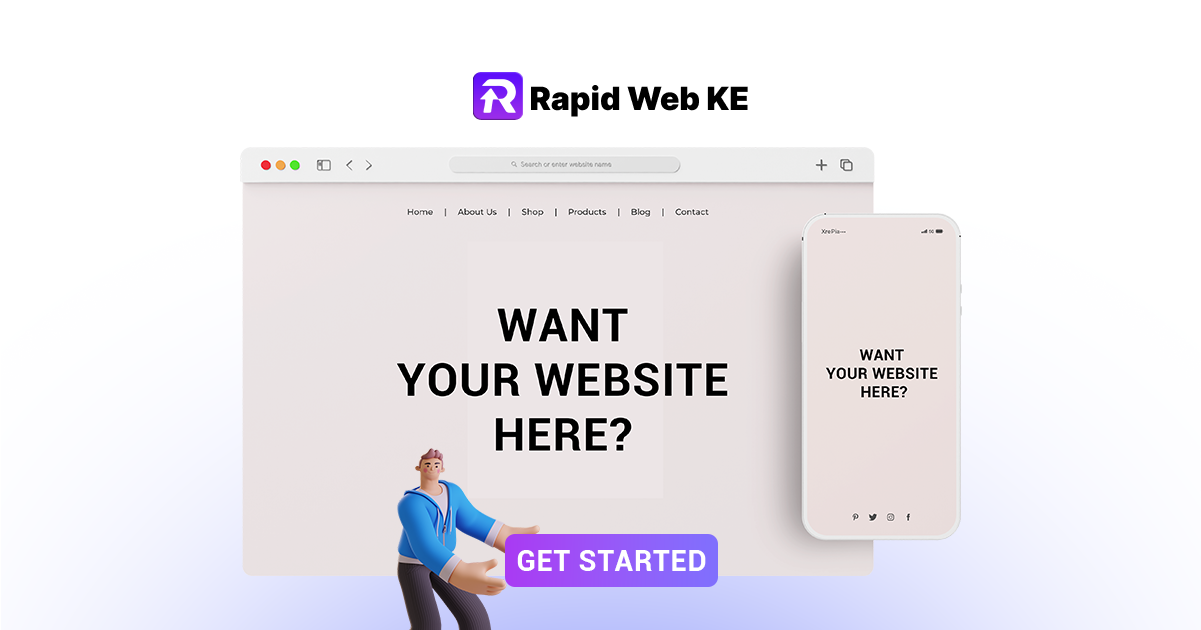 Rapid Web KE
Search or enter website name
Home | About Us | Shop | Products | Blog | Contact
WANT
YOUR WEBSITE
HERE?
WANT
YOUR WEBSITE
HERE?
GET STARTED